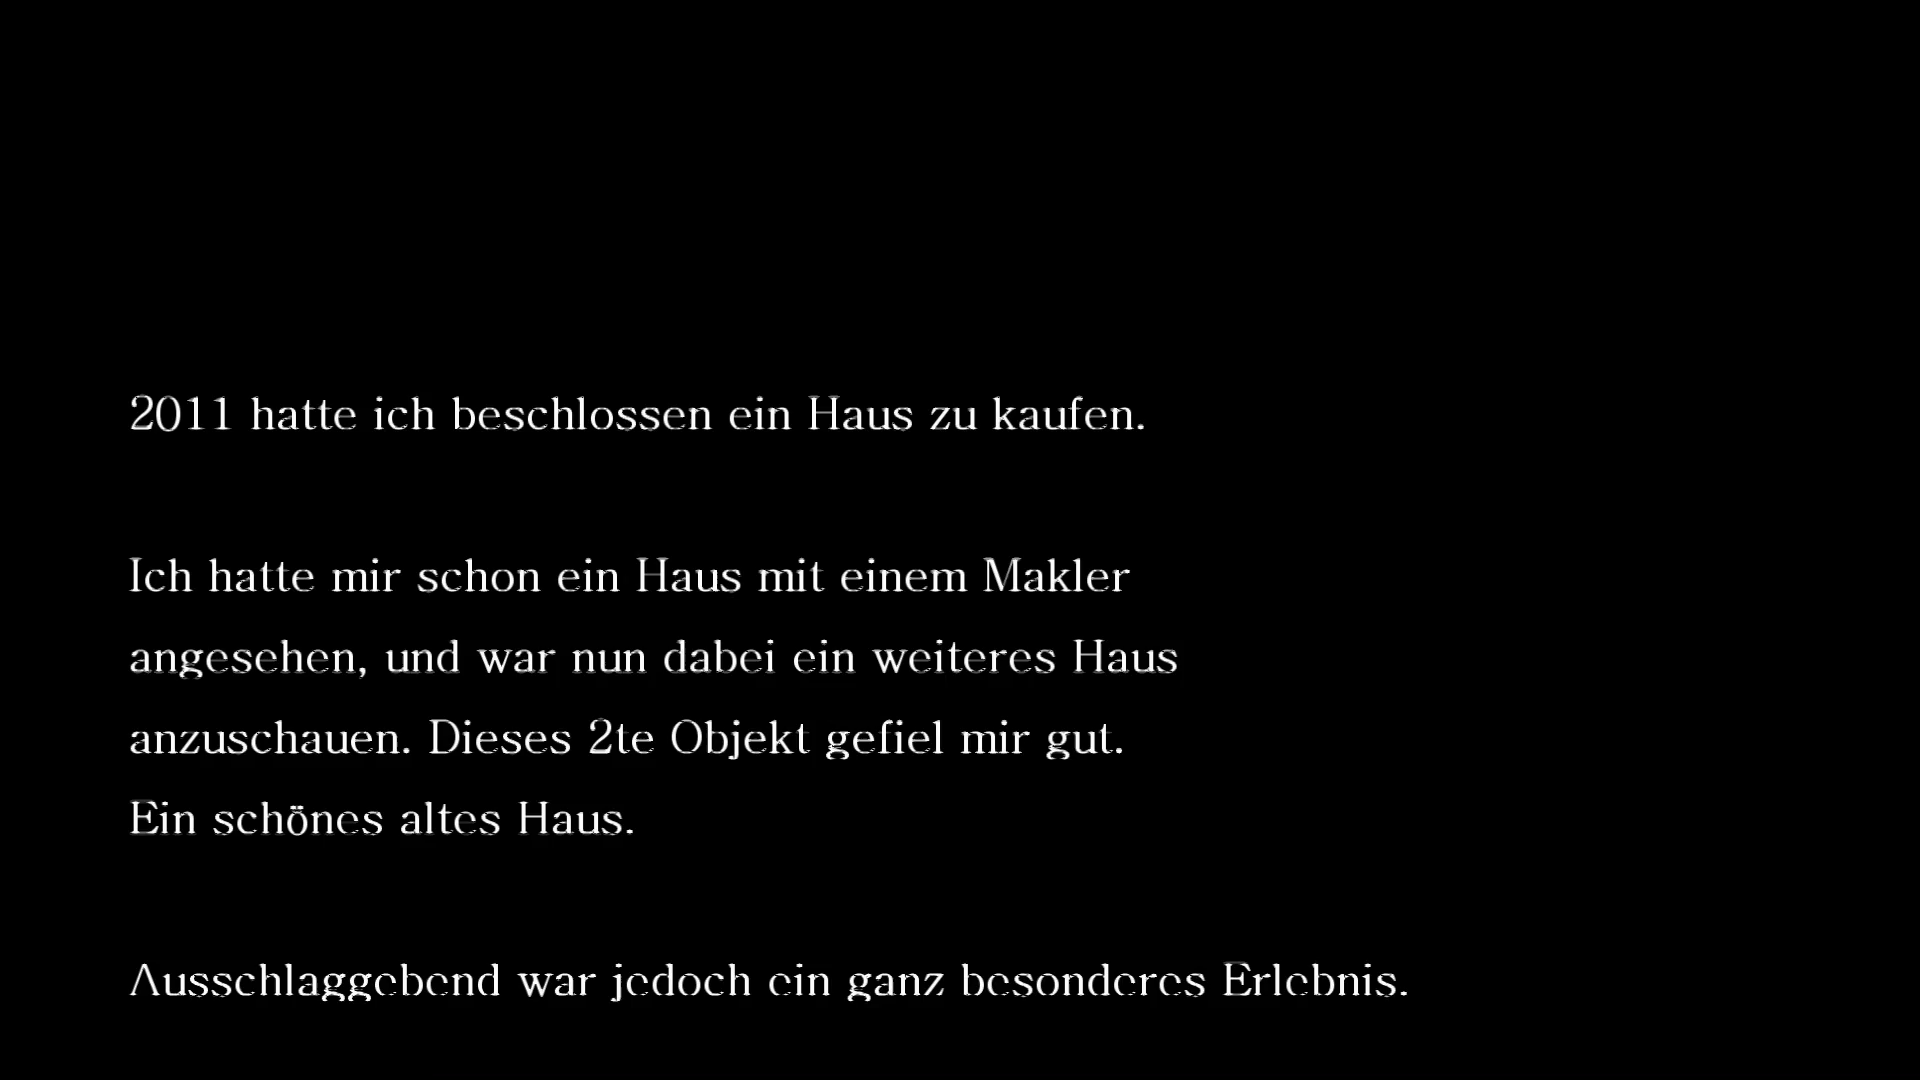 2011 hatte ich beschlossen ein Haus zu kaufen.
Ich hatte mir schon ein Haus mit einem Makler
angesehen, und war nun dabei ein weiteres Haus
anzuschauen. Dieses 2te Objekt gefiel mir gut.
Ein schönes altes Haus.
Ausschlaggebend war jedoch ein ganz besonderes Erlebnis.